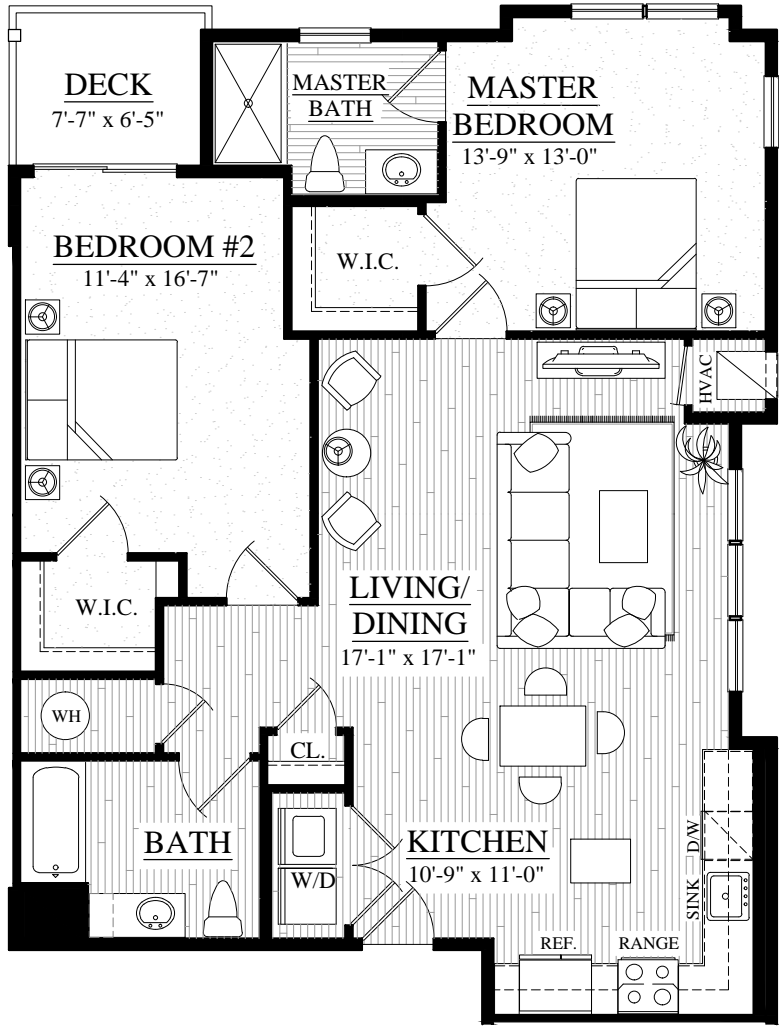 DECK
7'-7" x 6'-5"
MASTER
BATH
MASTER
BEDROOM
13'-9" x 13'-0"
BEDROOM #2
11'-4" x 16'-7"
W.I.C.
HVAC
W.I.C.
LIVING/
DINING
17'-1" x 17'-1"
WH
CL.
BATH
W/D
KITCHEN
10'-9" x 11'-0"
D/W
SINK
REF.
RANGE